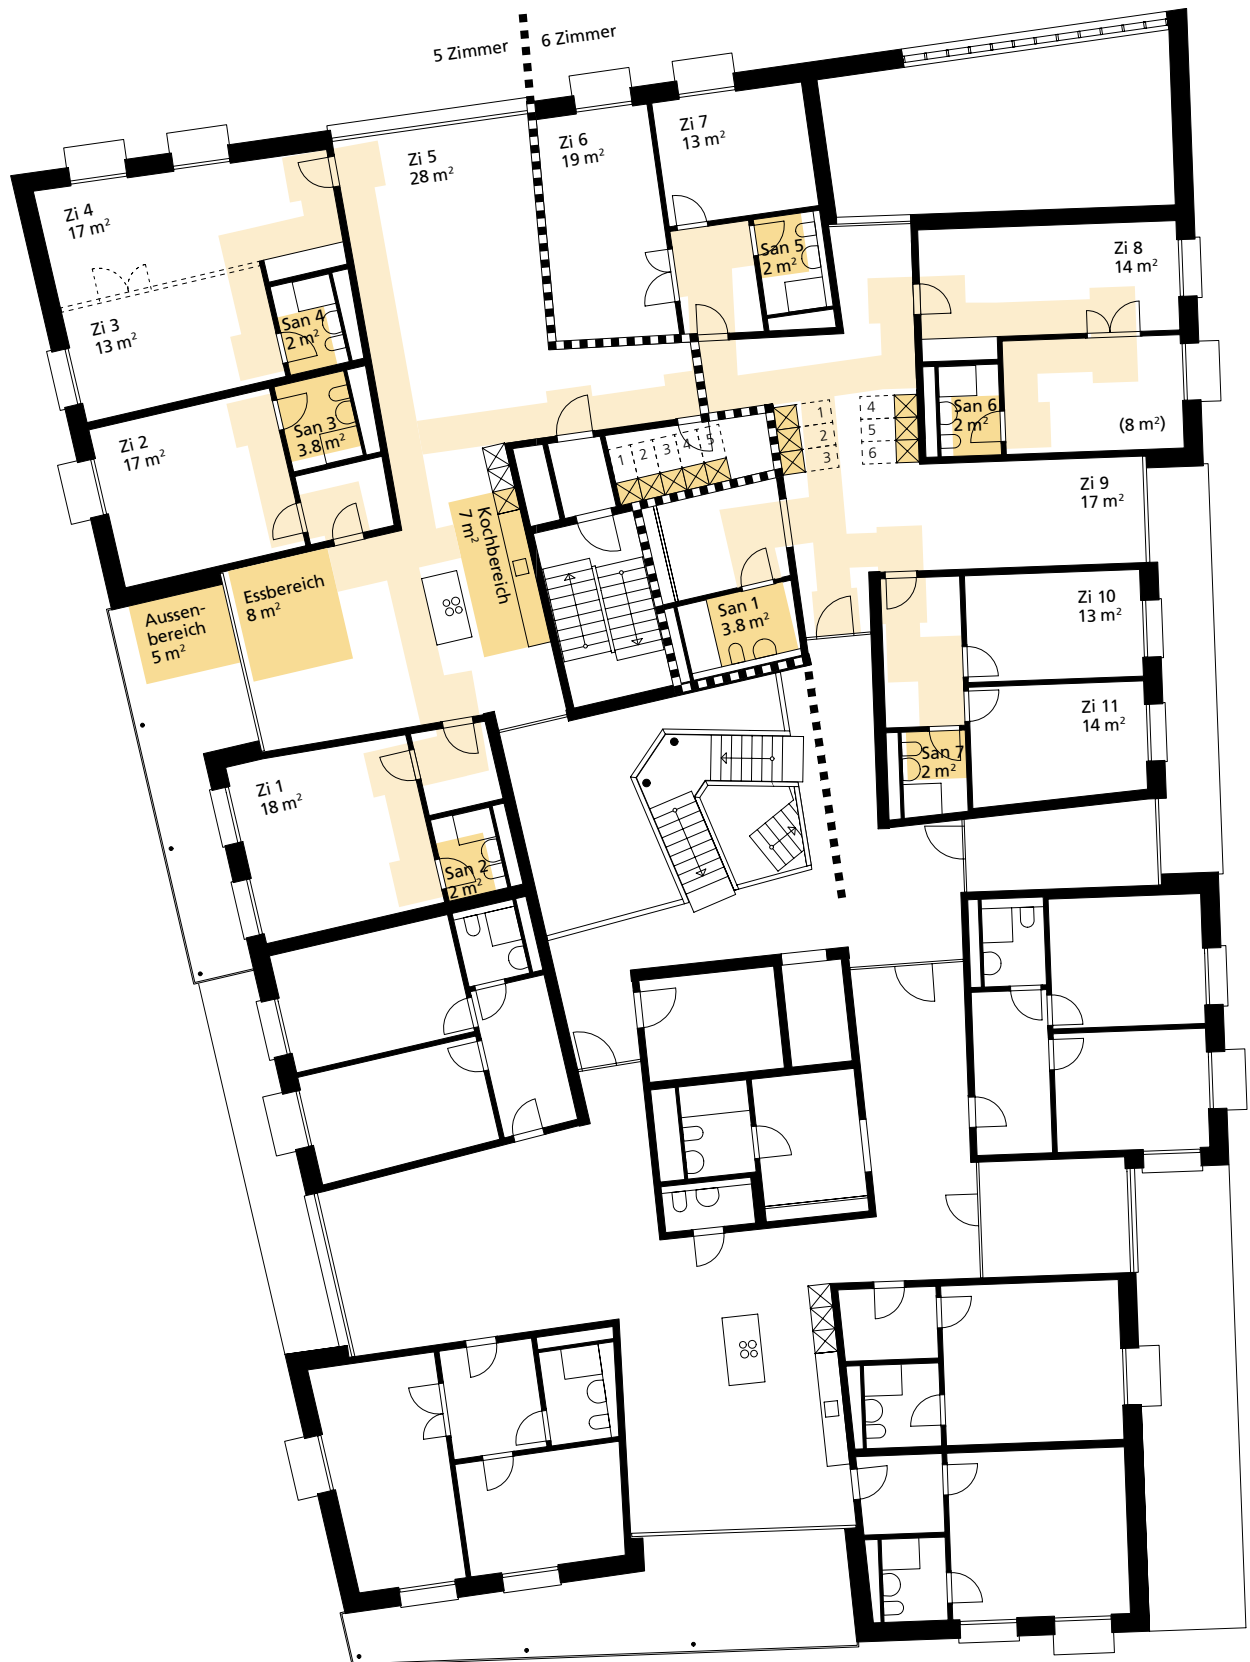 5 Zimmer
6 Zimmer
Zi 7
13 m²
Zi 6
19 m²
Zi 5
28 m²
Zi 4
17 m²
San 5
2 m²
Zi 8
14 m²
Zi 3
13 m²
San 4
2 m²
San 3
3.8 m²
Zi 2
17 m²
1
2
3
4
5
1
2
3
4
5
6
San 6
2 m²
(8 m²)
Zi 9
17 m²
Kochbereich
7 m²
Essbereich
8 m²
Aussen-
bereich
5 m²
San 1
3.8 m²
Zi 10
13 m²
Zi 11
14 m²
San 7
2 m²
Zi 1
18 m²
San 2
2 m²